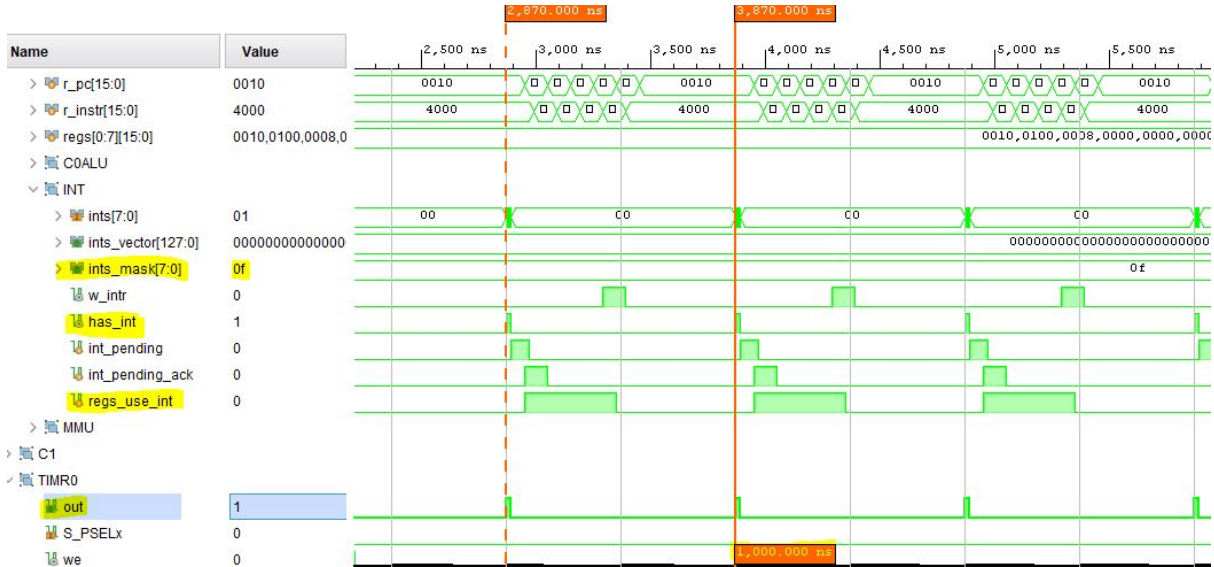 2,870.000 ns 3,870.000 ns
Name Value 2,500 ns 3,000 ns 3,500 ns 4,000 ns 4,500 ns 5,000 ns 5,500 ns
r_pc[15:0] 0010 0010 0010 0010 0010
r_instr[15:0] 4000 4000 4000 4000 4000
regs[0:7][15:0] 0010,0100,0008,0 0010,0100,0008,0000,0000,0000
C0ALU
INT
ints[7:0] 01 00 00 00 00
ints_vector[127:0] 00000000000000 00000000000000000000000000
ints_mask[7:0] 0f 0f
w_intr 0
has_int 1
int_pending 0
int_pending_ack 0
regs_use_int 0
MMU
C1
TIMR0
out 1
S_PSELx 0
we 0 1,000.000 ns